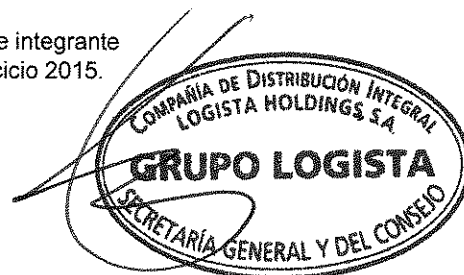 e integrante
cicio 2015.
COMPAÑÍA DE DISTRIBUCIÓN INTEGRAL
LOGISTA HOLDINGS, S.A.
GRUPO LOGISTA
SECRETARÍA GENERAL Y DEL CONSEJO